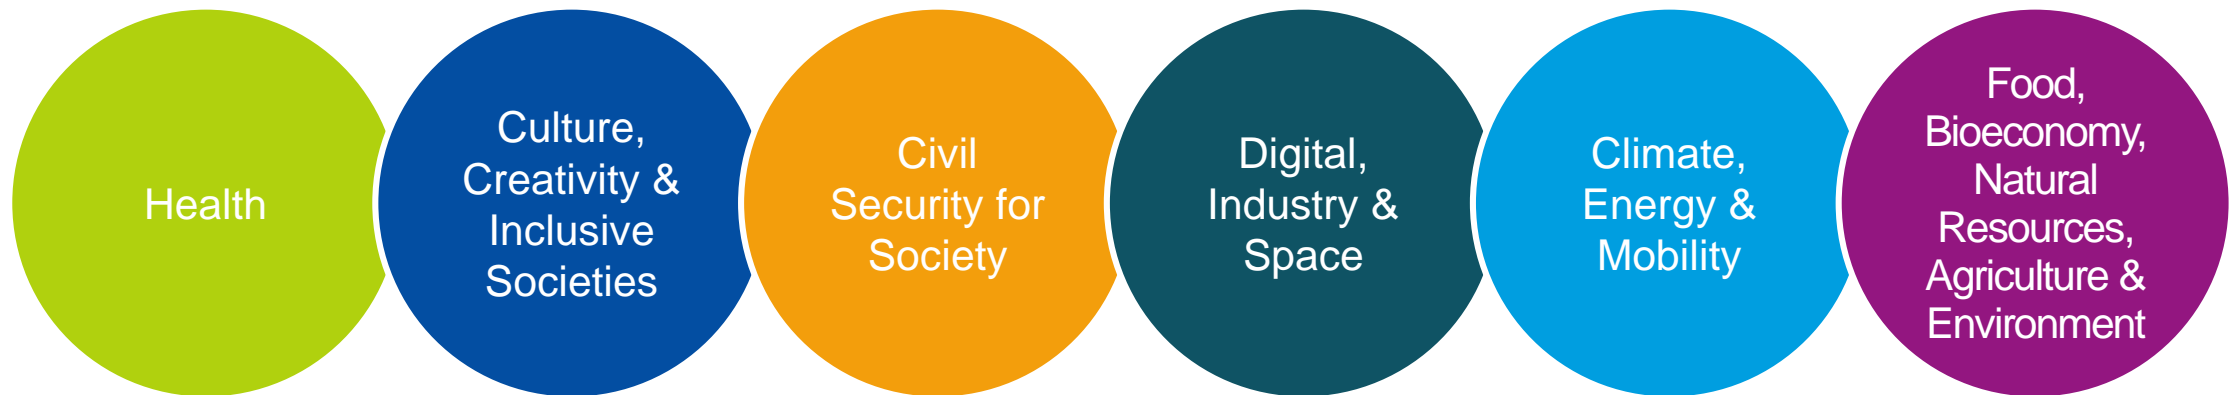 Health
Culture,
Creativity &
Inclusive
Societies
Civil
Security for
Society
Digital,
Industry &
Space
Climate,
Energy &
Mobility
Food,
Bioeconomy,
Natural
Resources,
Agriculture &
Environment